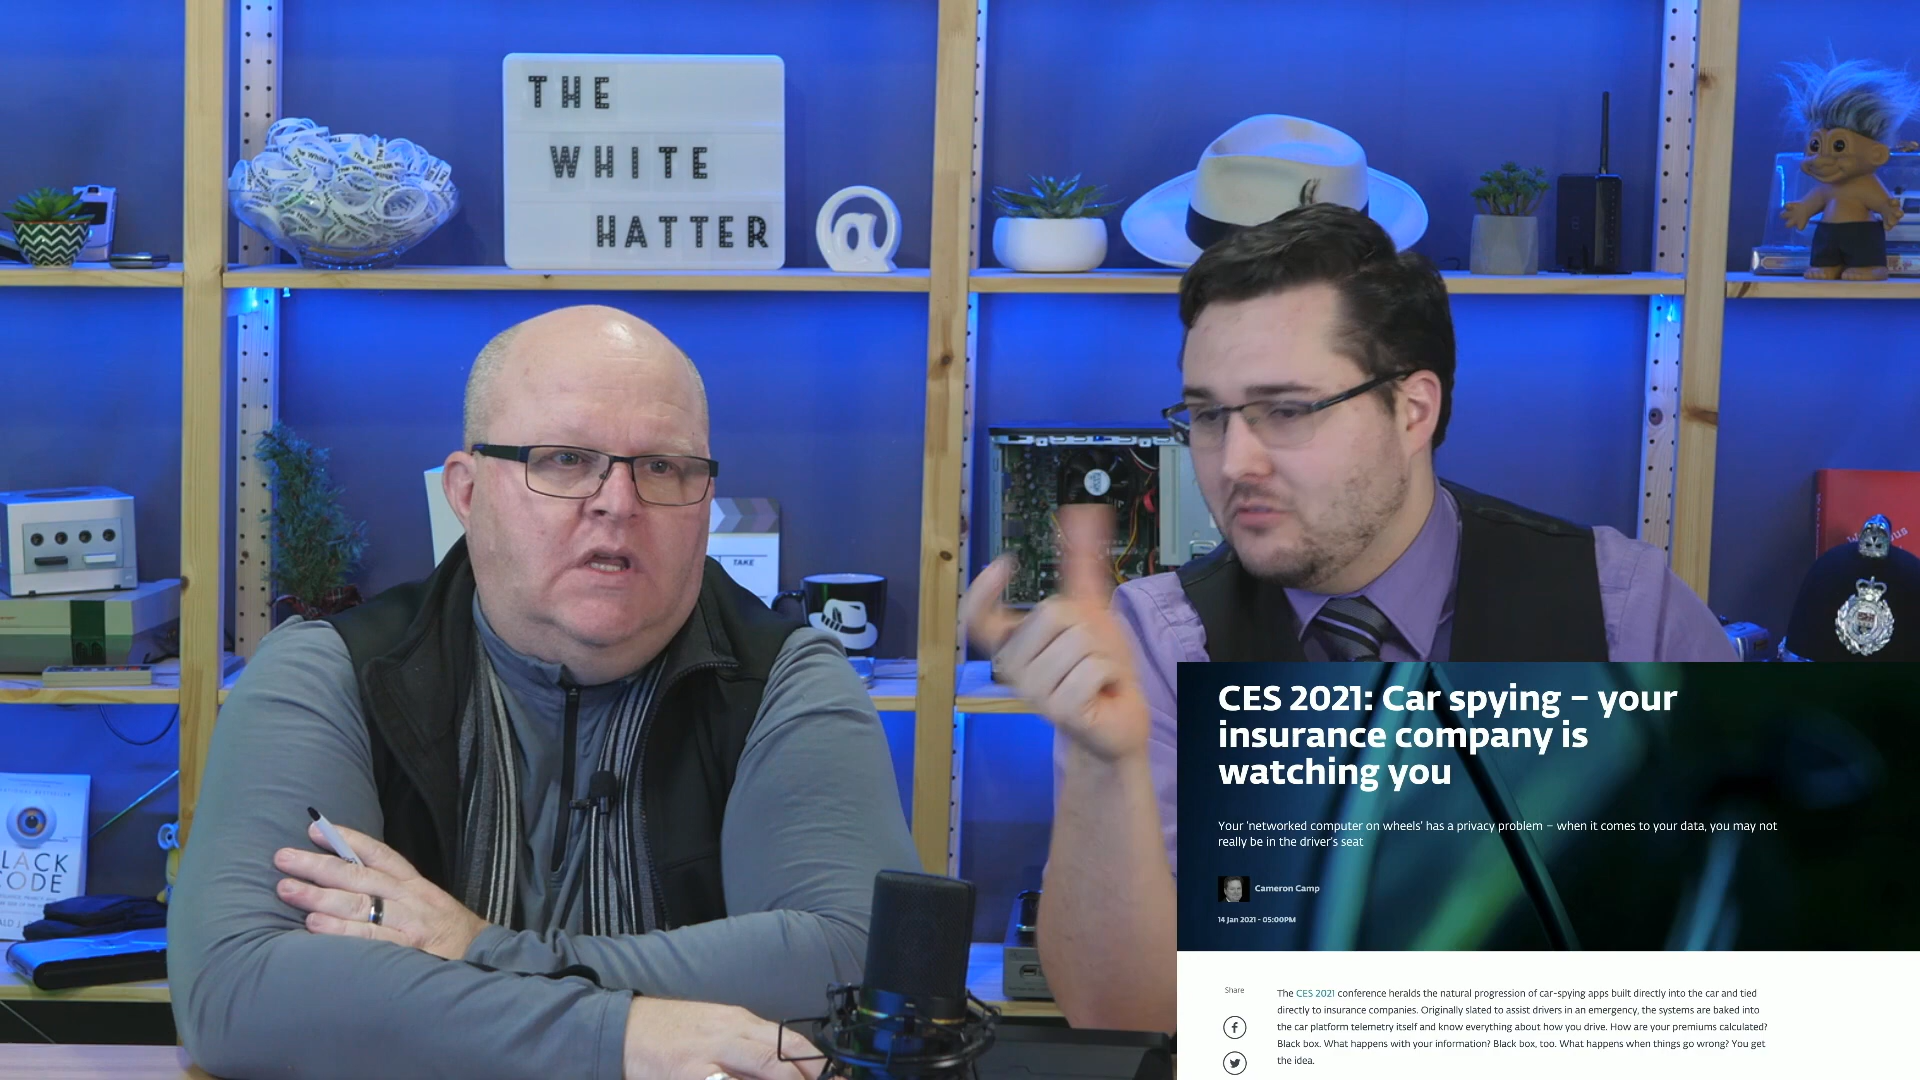 THE
WHITE
HATTER
TAKE
LACK
CODE
CES 2021: Car spying – your
insurance company is
watching you
Your 'networked computer on wheels' has a privacy problem – when it comes to your data, you may not
really be in the driver's seat
Cameron Camp
14 Jan 2021 - 05:00PM
Share
The CES 2021 conference heralds the natural progression of car-spying apps built directly into the car and tied
directly to insurance companies. Originally slated to assist drivers in an emergency, the systems are baked into
the car platform telemetry itself and know everything about how you drive. How are your premiums calculated?
Black box. What happens with your information? Black box, too. What happens when things go wrong? You get
the idea.